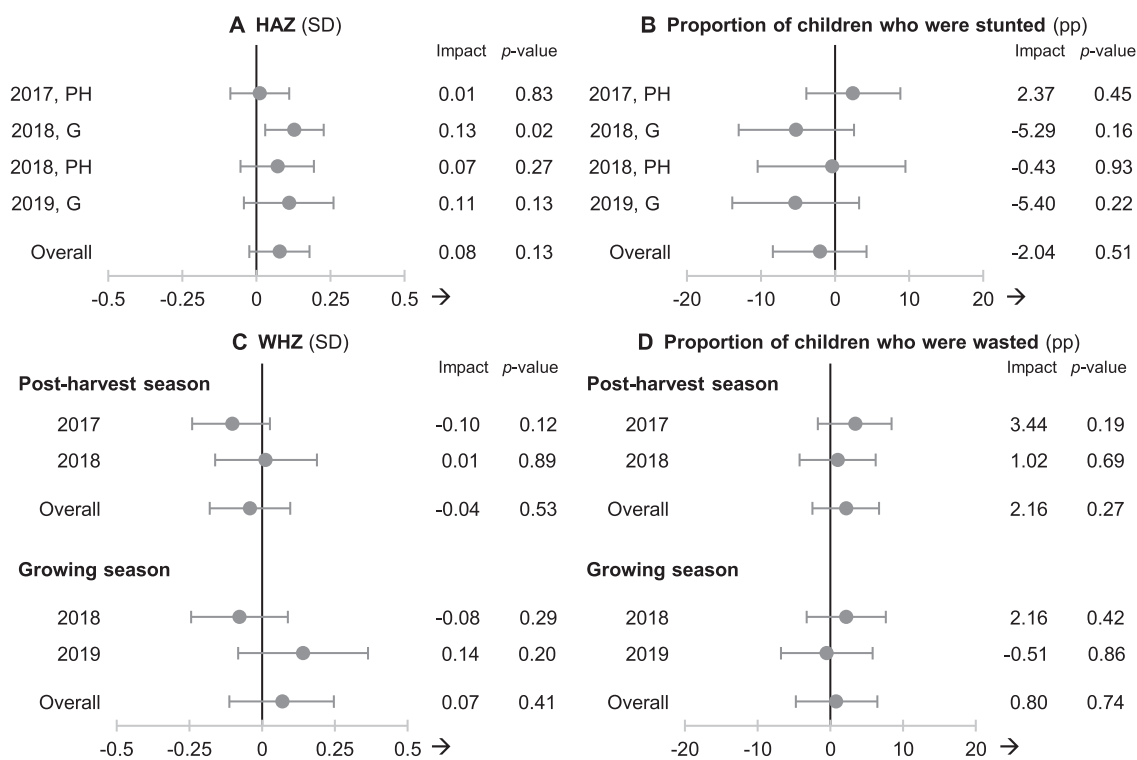 A HAZ (SD)
Impact p-value
2017, PH 0.01 0.83
2018, G 0.13 0.02
2018, PH 0.07 0.27
2019, G 0.11 0.13
Overall 0.08 0.13
-0.5 -0.25 0 0.25 0.5 →
B Proportion of children who were stunted (pp)
Impact p-value
2017, PH 2.37 0.45
2018, G -5.29 0.16
2018, PH -0.43 0.93
2019, G -5.40 0.22
Overall -2.04 0.51
-20 -10 0 10 20 →
C WHZ (SD)
Impact p-value
Post-harvest season
2017 -0.10 0.12
2018 0.01 0.89
Overall -0.04 0.53
Growing season
2018 -0.08 0.29
2019 0.14 0.20
Overall 0.07 0.41
-0.5 -0.25 0 0.25 0.5 →
D Proportion of children who were wasted (pp)
Impact p-value
Post-harvest season
2017 3.44 0.19
2018 1.02 0.69
Overall 2.16 0.27
Growing season
2018 2.16 0.42
2019 -0.51 0.86
Overall 0.80 0.74
-20 -10 0 10 20 →